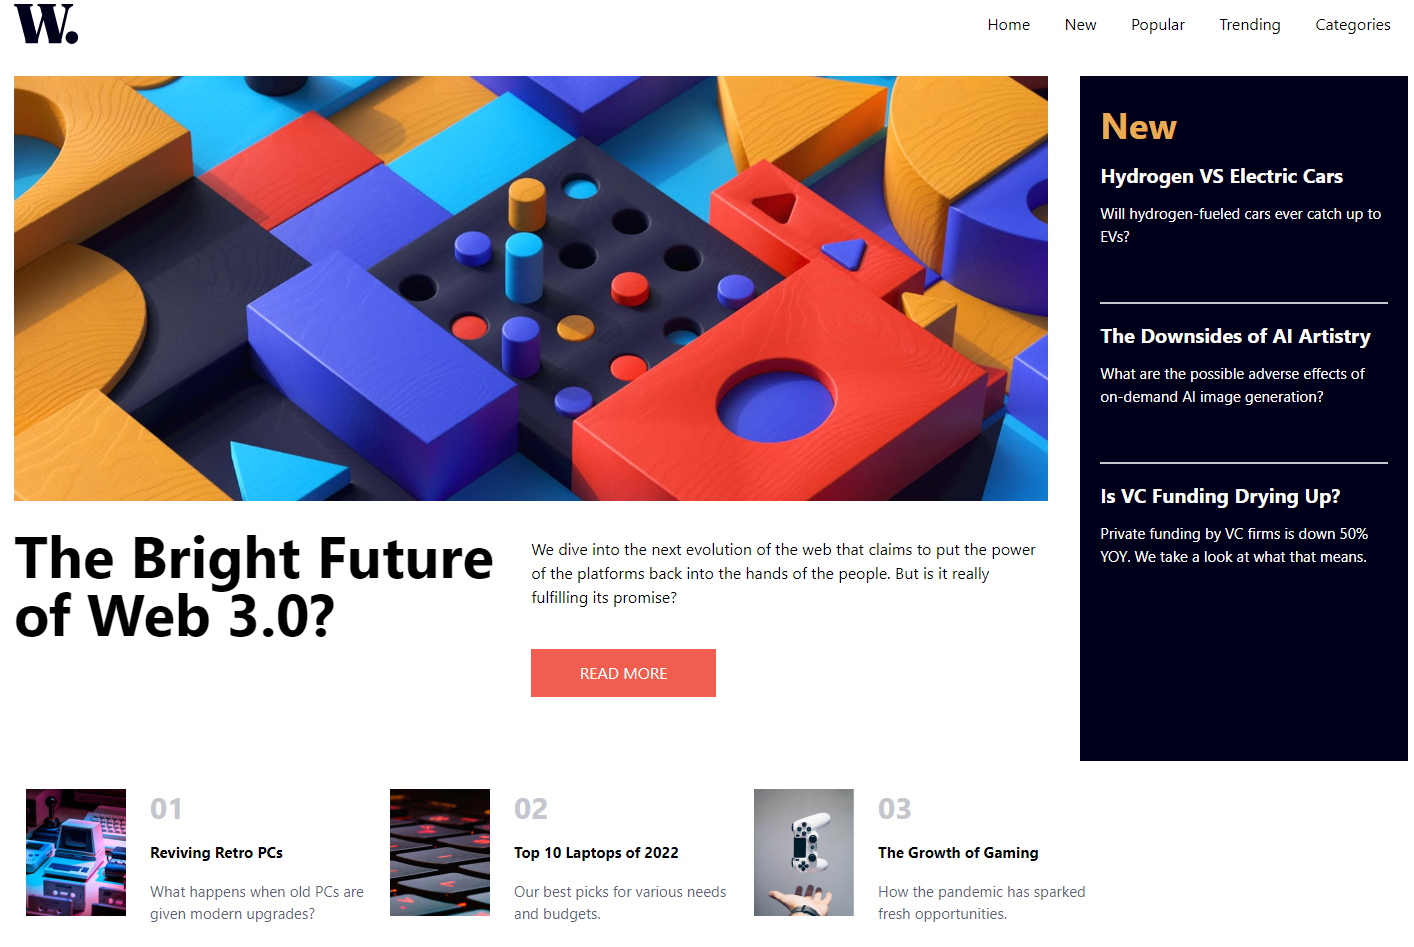 W.
Home New Popular Trending Categories
New
Hydrogen VS Electric Cars
Will hydrogen-fueled cars ever catch up to
EVs?
The Downsides of AI Artistry
What are the possible adverse effects of
on-demand AI image generation?
Is VC Funding Drying Up?
Private funding by VC firms is down 50%
YOY. We take a look at what that means.
The Bright Future
of Web 3.0?
We dive into the next evolution of the web that claims to put the power
of the platforms back into the hands of the people. But is it really
fulfilling its promise?
READ MORE
01
Reviving Retro PCs
What happens when old PCs are
given modern upgrades?
02
Top 10 Laptops of 2022
Our best picks for various needs
and budgets.
03
The Growth of Gaming
How the pandemic has sparked
fresh opportunities.